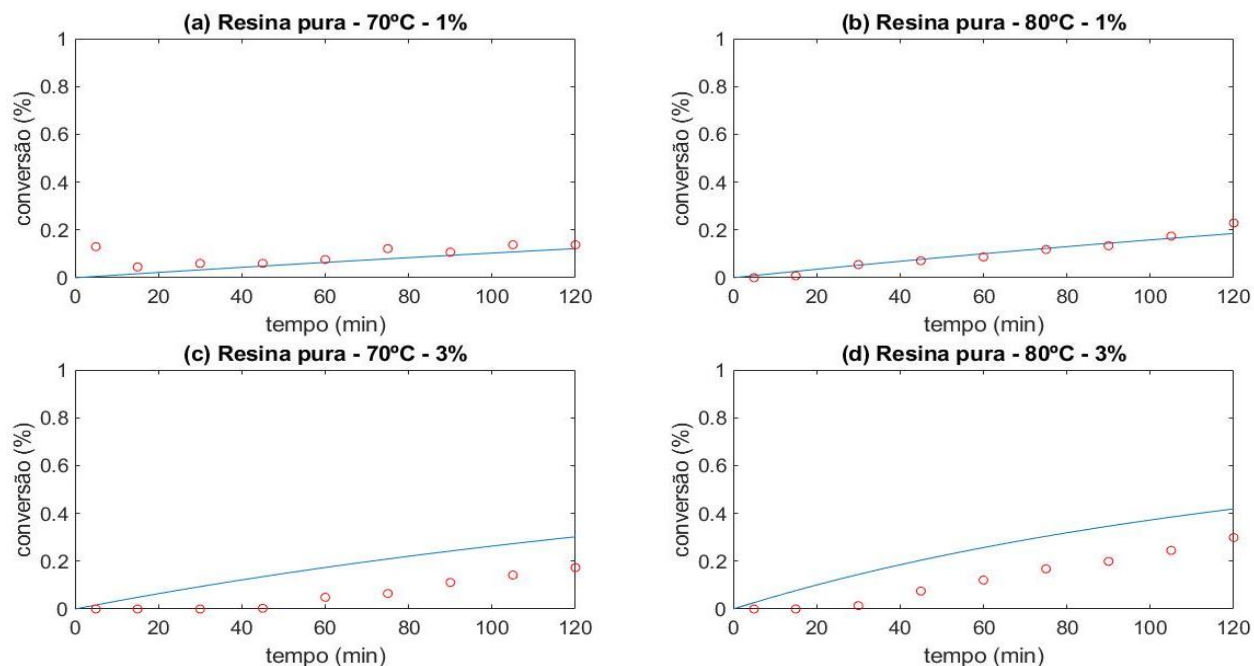 (a) Resina pura - 70ºC - 1%
1
0.8
0.6
0.4
0.2
0
conversão (%)
0 20 40 60 80 100 120
tempo (min)
(b) Resina pura - 80ºC - 1%
1
0.8
0.6
0.4
0.2
0
conversão (%)
0 20 40 60 80 100 120
tempo (min)
(c) Resina pura - 70ºC - 3%
1
0.8
0.6
0.4
0.2
0
conversão (%)
0 20 40 60 80 100 120
tempo (min)
(d) Resina pura - 80ºC - 3%
1
0.8
0.6
0.4
0.2
0
conversão (%)
0 20 40 60 80 100 120
tempo (min)